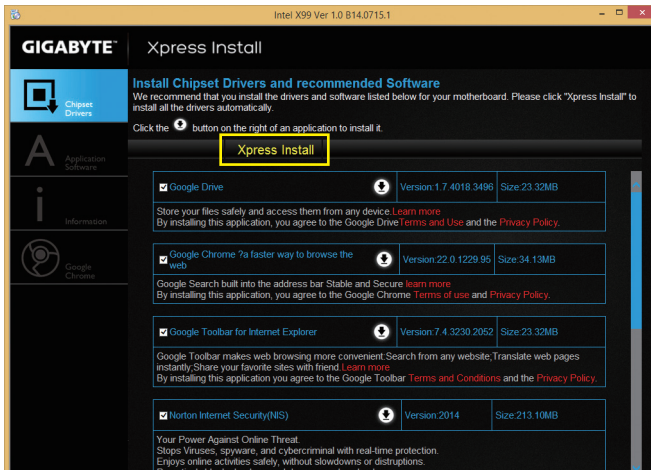 Intel X99 Ver 1.0 B14.0715.1
GIGABYTE™
Xpress Install
Chipset
Drivers
Application
Software
Information
Google
Chrome
Install Chipset Drivers and recommended Software
We recommend that you install the drivers and software listed below for your motherboard. Please click "Xpress Install" to
install all the drivers automatically.
Click the button on the right of an application to install it.
Xpress Install
Google Drive Version:1.7.4018.3496 Size:23.32MB
Store your files safely and access them from any device.Learn more
By installing this application, you agree to the Google DriveTerms and Use and the Privacy Policy.
Google Chrome ?a faster way to browse the
web Version:22.0.1229.95 Size:34.13MB
Google Search built into the address bar Stable and Secure learn more
By installing this application, you agree to the Google Chrome Terms of use and Privacy Policy.
Google Toolbar for Internet Explorer Version:7.4.3230.2052 Size:23.32MB
Google Toolbar makes web browsing more convenient:Search from any website;Translate web pages
instantly;Share your favorite sites with friend.Learn more
By installing this application you agree to the Google Toolbar Terms and Conditions and the Privacy Policy.
Norton Internet Security(NIS) Version:2014 Size:213.10MB
Your Power Against Online Threat.
Stops Viruses, spyware, and cybercriminal with real-time protection.
Enjoys online activities safely, without slowdowns or distruptions.